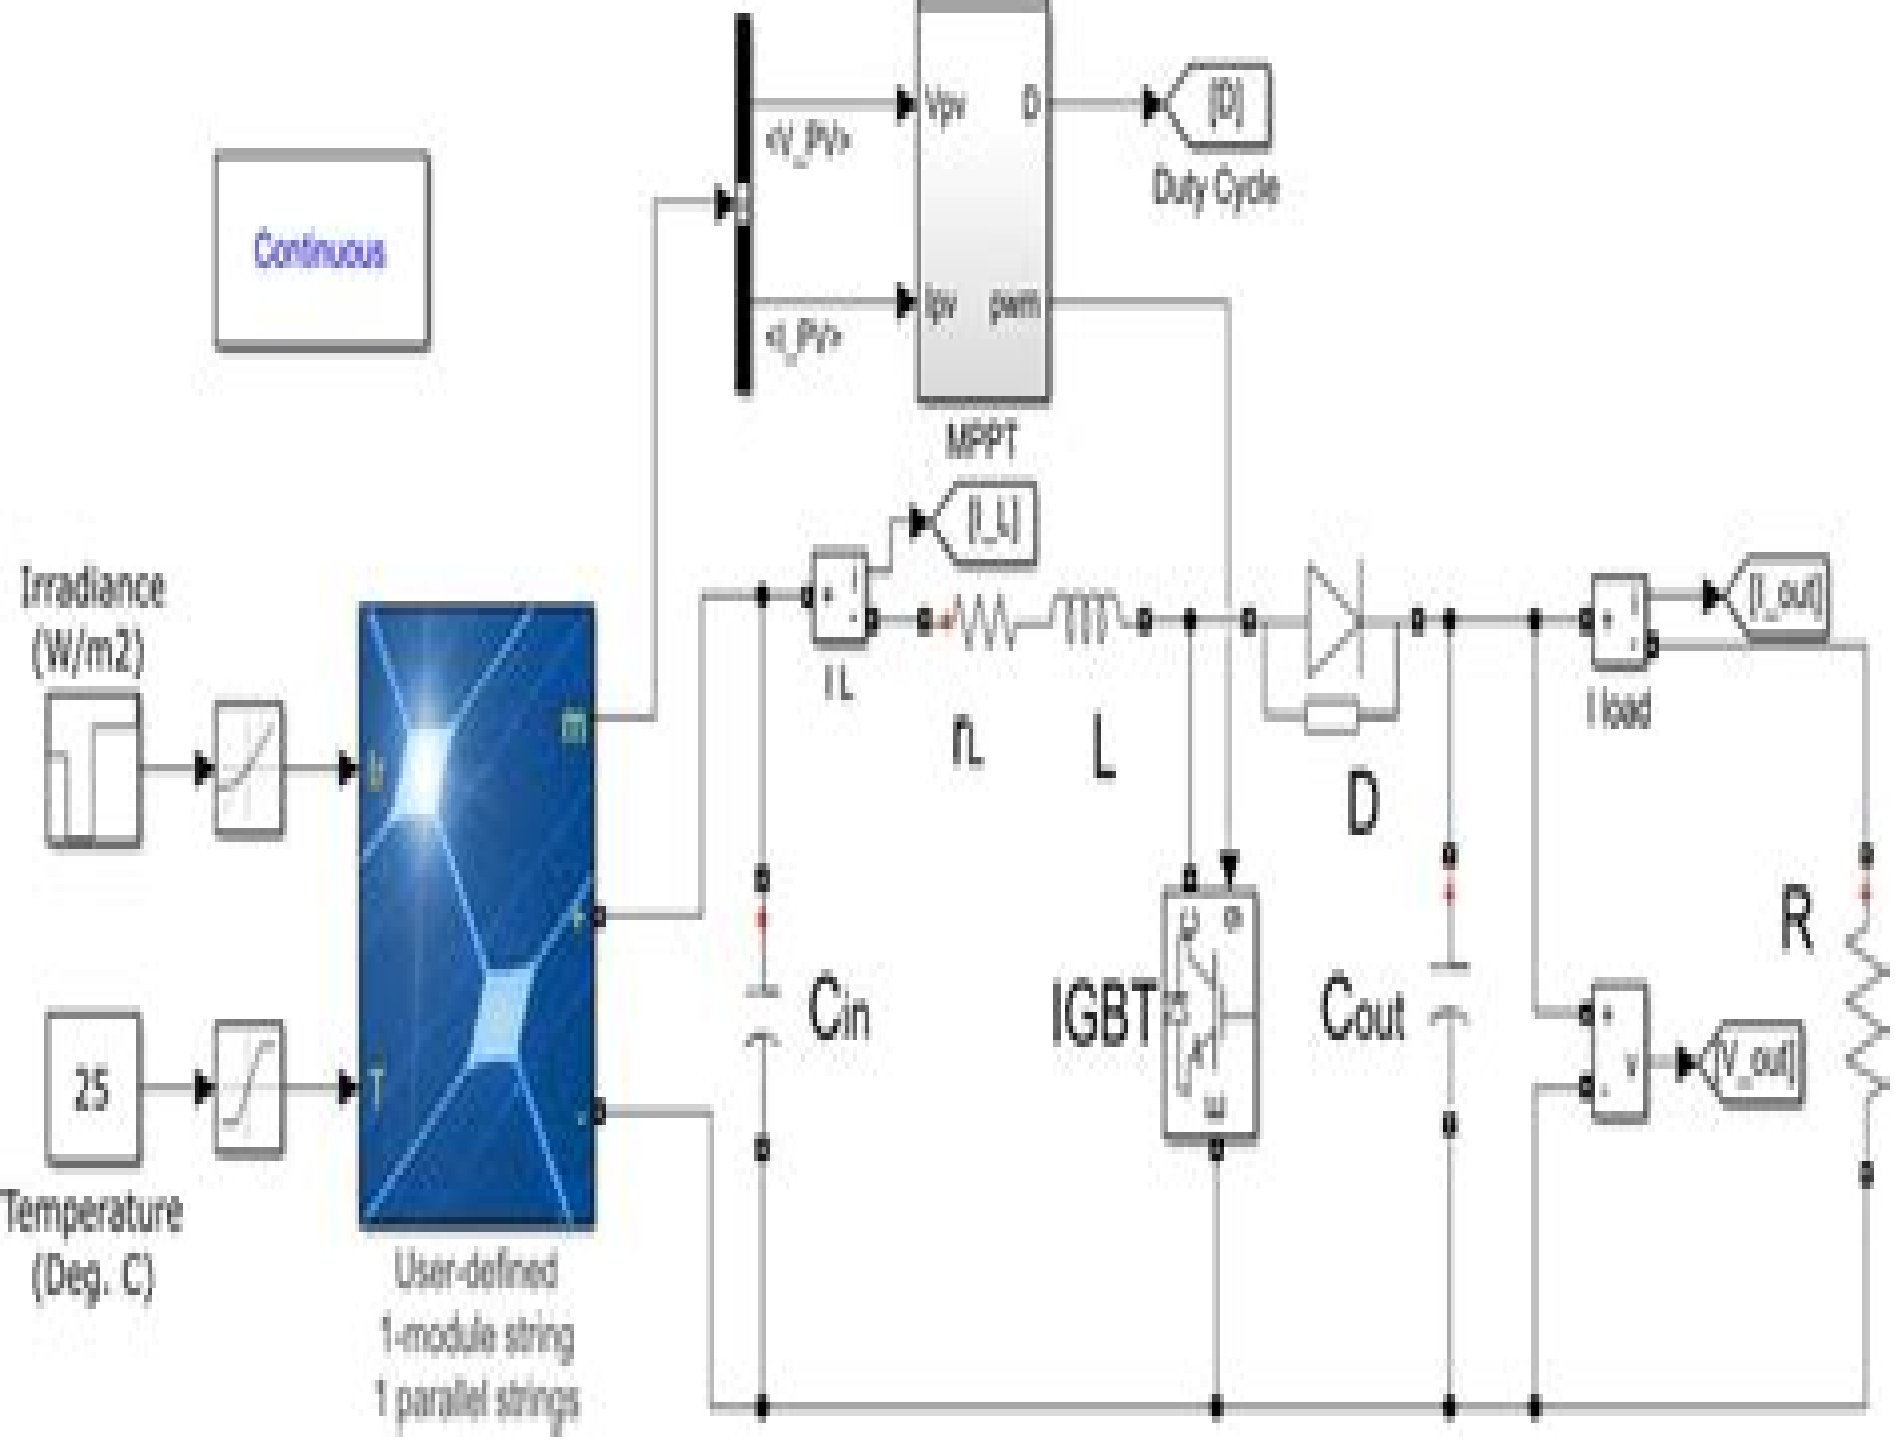 Vpv
D
[D]
<V_PV>
Duty Cycle
Continuous
Ipv
pwm
<I_PV>
MPPT
[I_L]
Irradiance
(W/m2)
[I_out]
I L
I load
m
rL
L
D
+
R
Cin
IGBT
Cout
C
g
E
v
[V_out]
25
T
Temperature
(Deg. C)
User-defined
1-module string
1 parallel strings